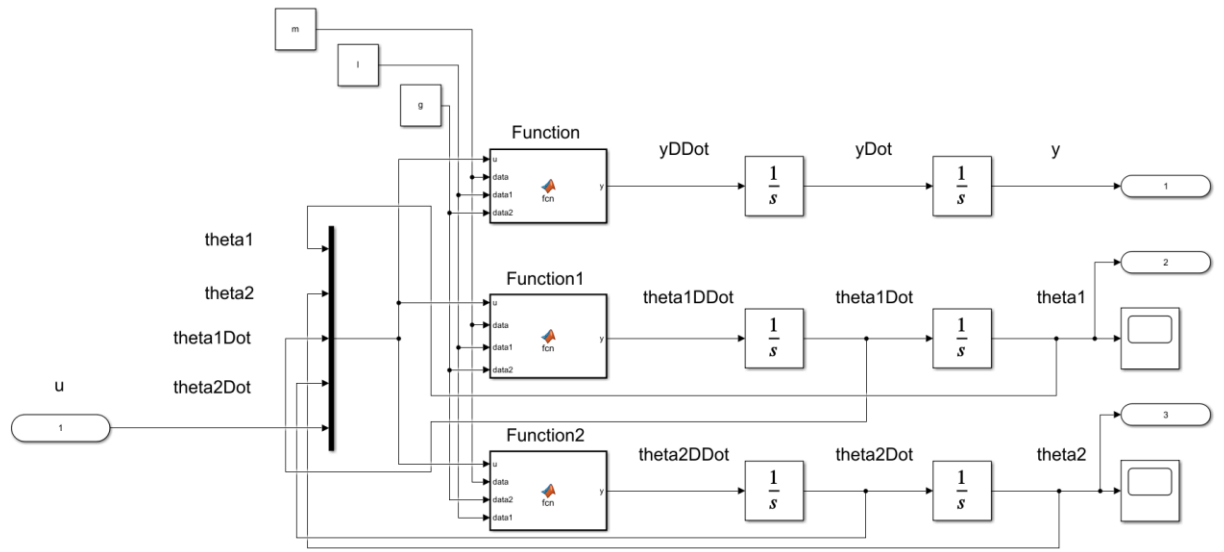 m
l
g
Function
u
data
data1
data2
y
fcn
yDDot
1
s
yDot
1
s
y
1
theta1
theta2
theta1Dot
theta2Dot
u
1
Function1
u
data
data1
data2
y
fcn
theta1DDot
1
s
theta1Dot
1
s
theta1
2
Function2
u
data
data2
data1
y
fcn
theta2DDot
1
s
theta2Dot
1
s
theta2
3